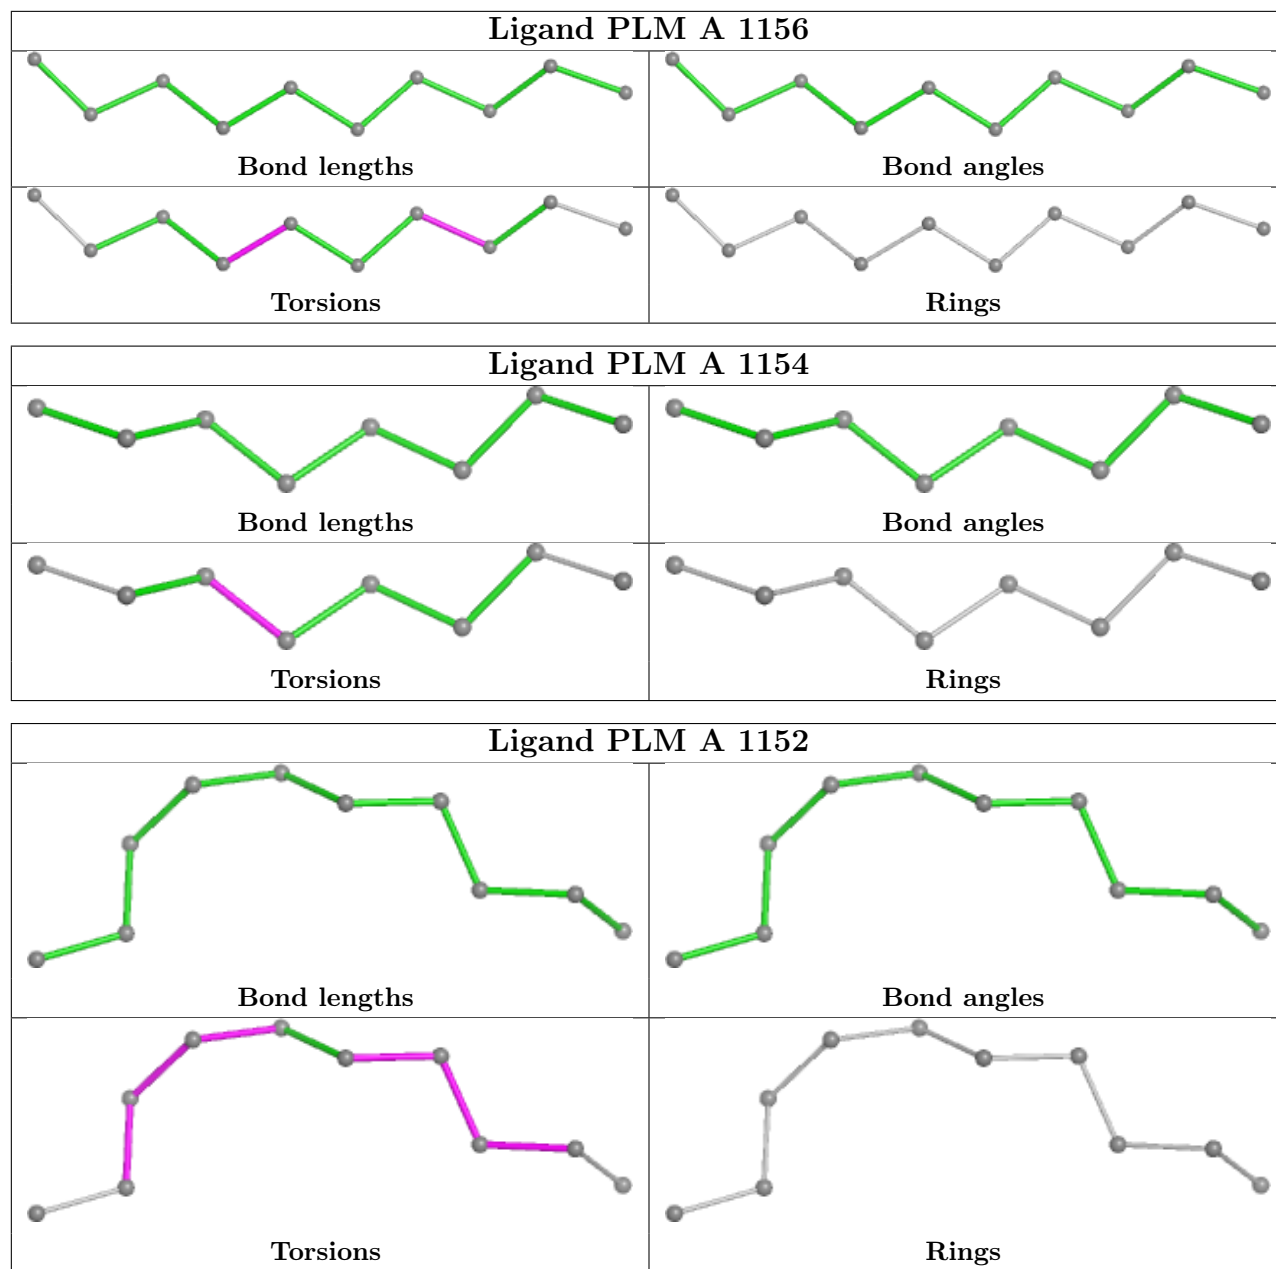 Ligand PLM A 1156
Bond lengths
Bond angles
Torsions
Rings
Ligand PLM A 1154
Bond lengths
Bond angles
Torsions
Rings
Ligand PLM A 1152
Bond lengths
Bond angles
Torsions
Rings